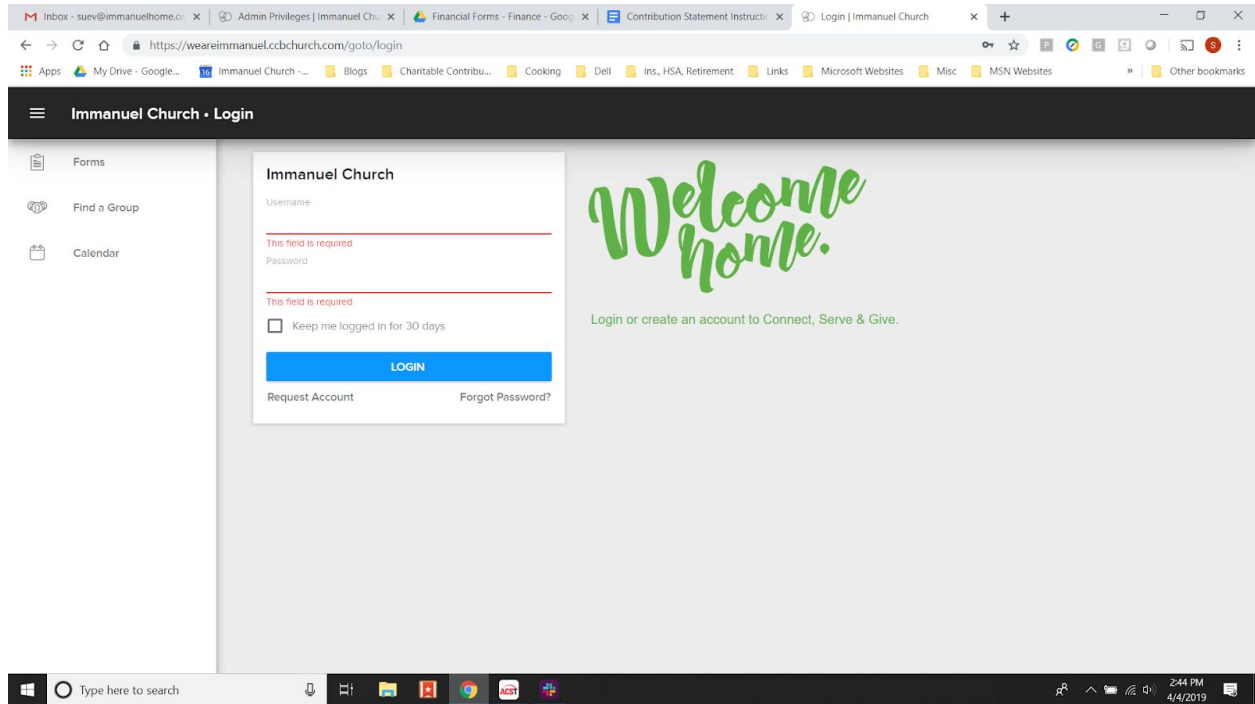 Inbox - suev@immanuelhome.or
Admin Privileges | Immanuel Chu
Financial Forms - Finance - Goog
Contribution Statement Instructi
Login | Immanuel Church
https://weareimmanuel.ccbchurch.com/goto/login
Apps
My Drive - Google...
16
Immanuel Church -...
Blogs
Charitable Contribu...
Cooking
Dell
Ins., HSA, Retirement
Links
Microsoft Websites
Misc
MSN Websites
»
Other bookmarks
Immanuel Church • Login
Forms
Find a Group
Calendar
Immanuel Church
Username
This field is required
Password
This field is required
Keep me logged in for 30 days
LOGIN
Request Account
Forgot Password?
Welcome
home.
Login or create an account to Connect, Serve & Give.
Type here to search
ACST
2:44 PM
4/4/2019